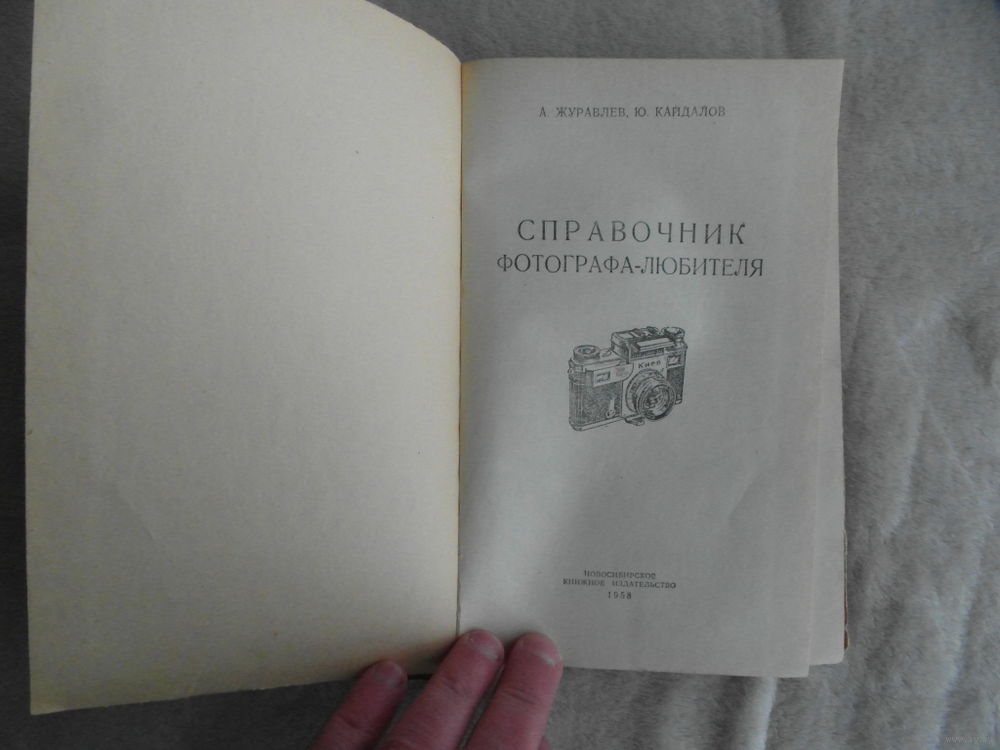 А. ЖУРАВЛЕВ, Ю. КАЙДАЛОВ
СПРАВОЧНИК
ФОТОГРАФА-ЛЮБИТЕЛЯ
Киев
НОВОСИБИРСКОЕ
КНИЖНОЕ ИЗДАТЕЛЬСТВО
1958